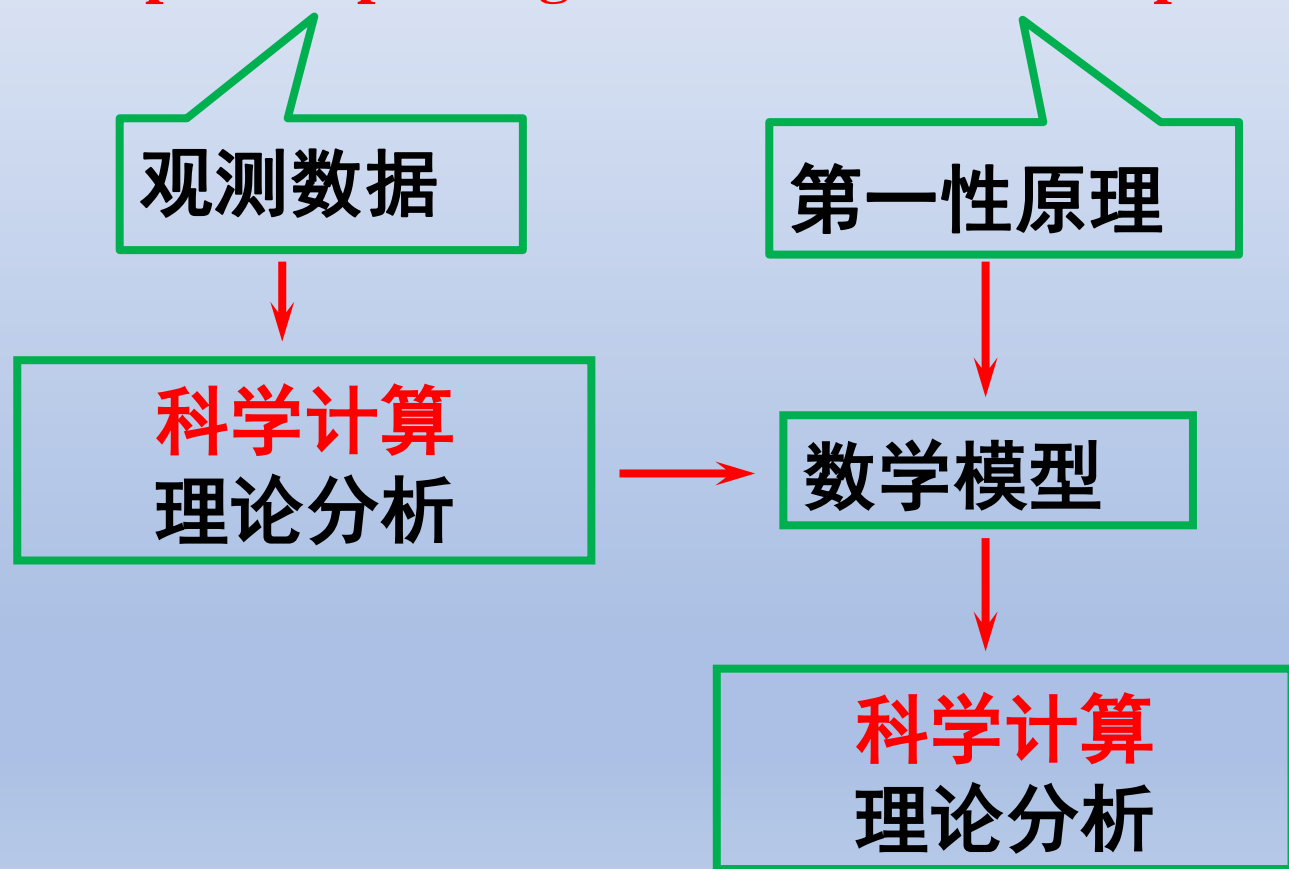 观测数据
第一性原理
科学计算
理论分析
数学模型
科学计算
理论分析